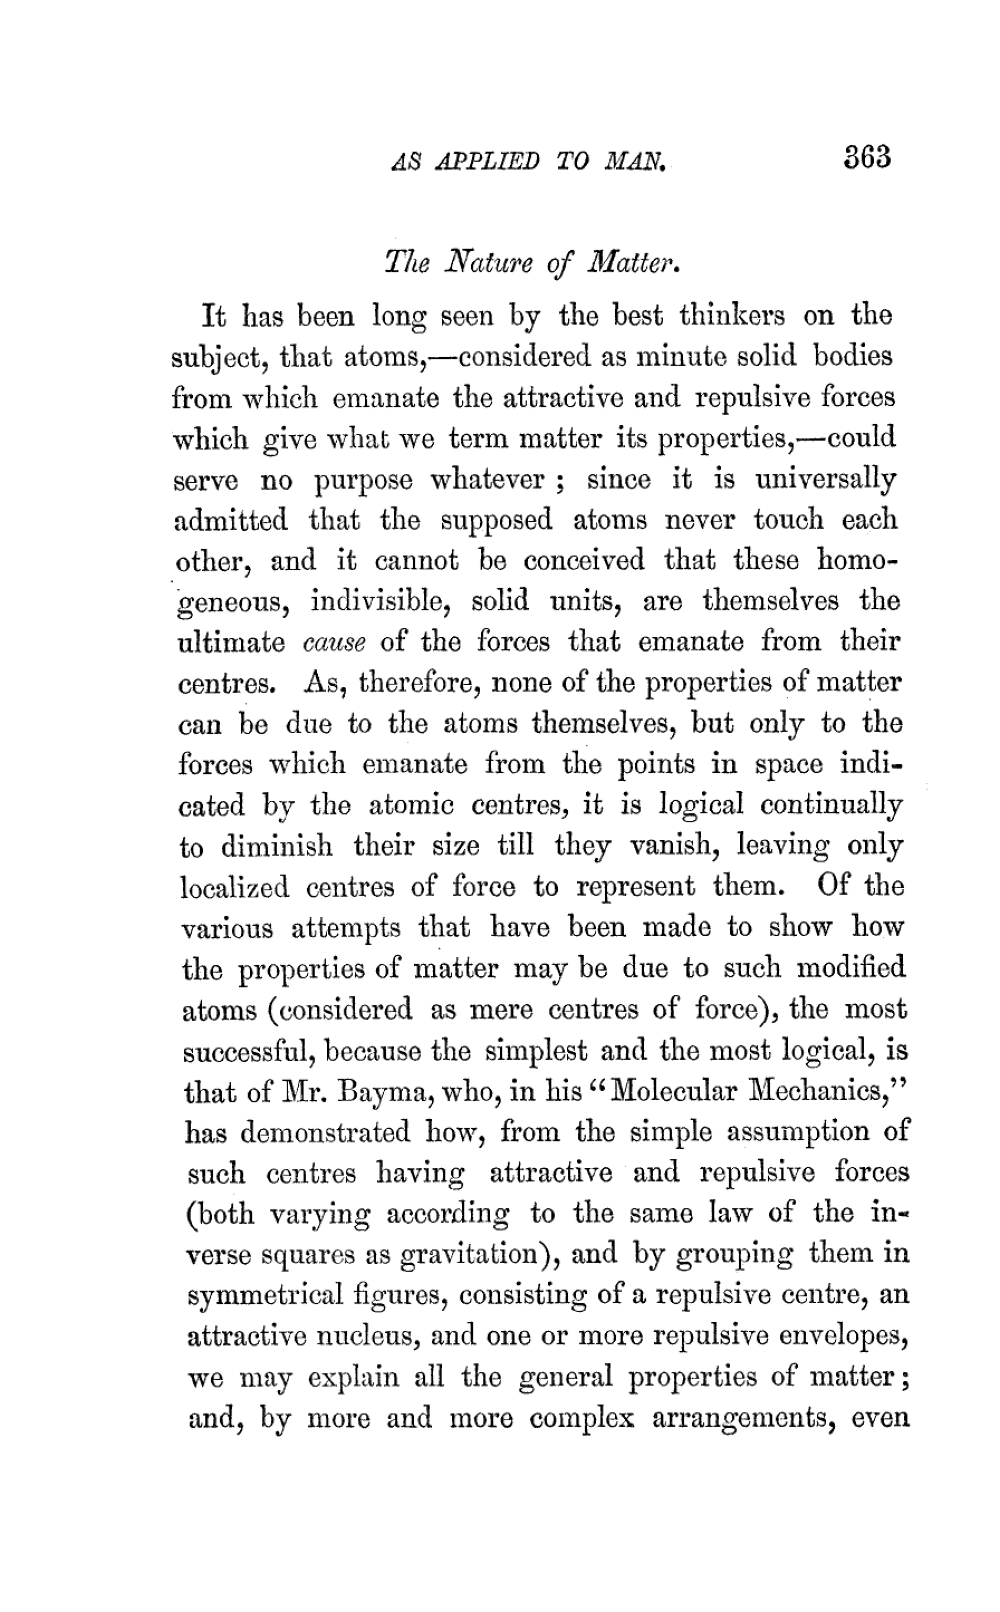 AS APPLIED TO MAN. 363
The Nature of Matter.
It has been long seen by the best thinkers on the
subject, that atoms,—considered as minute solid bodies
from which emanate the attractive and repulsive forces
which give what we term matter its properties,—could
serve no purpose whatever ; since it is universally
admitted that the supposed atoms never touch each
other, and it cannot be conceived that these homo-
geneous, indivisible, solid units, are themselves the
ultimate cause of the forces that emanate from their
centres. As, therefore, none of the properties of matter
can be due to the atoms themselves, but only to the
forces which emanate from the points in space indi-
cated by the atomic centres, it is logical continually
to diminish their size till they vanish, leaving only
localized centres of force to represent them. Of the
various attempts that have been made to show how
the properties of matter may be due to such modified
atoms (considered as mere centres of force), the most
successful, because the simplest and the most logical, is
that of Mr. Bayma, who, in his “Molecular Mechanics,”
has demonstrated how, from the simple assumption of
such centres having attractive and repulsive forces
(both varying according to the same law of the in-
verse squares as gravitation), and by grouping them in
symmetrical figures, consisting of a repulsive centre, an
attractive nucleus, and one or more repulsive envelopes,
we may explain all the general properties of matter ;
and, by more and more complex arrangements, even